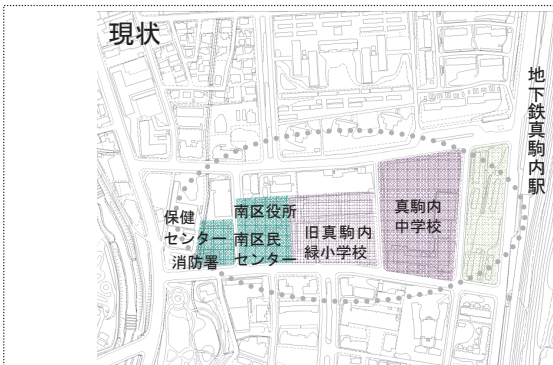 現状
地下鉄真駒内駅
保健
センター
消防署
南区役所
南区民
センター
旧真駒内
緑小学校
真駒内
中学校